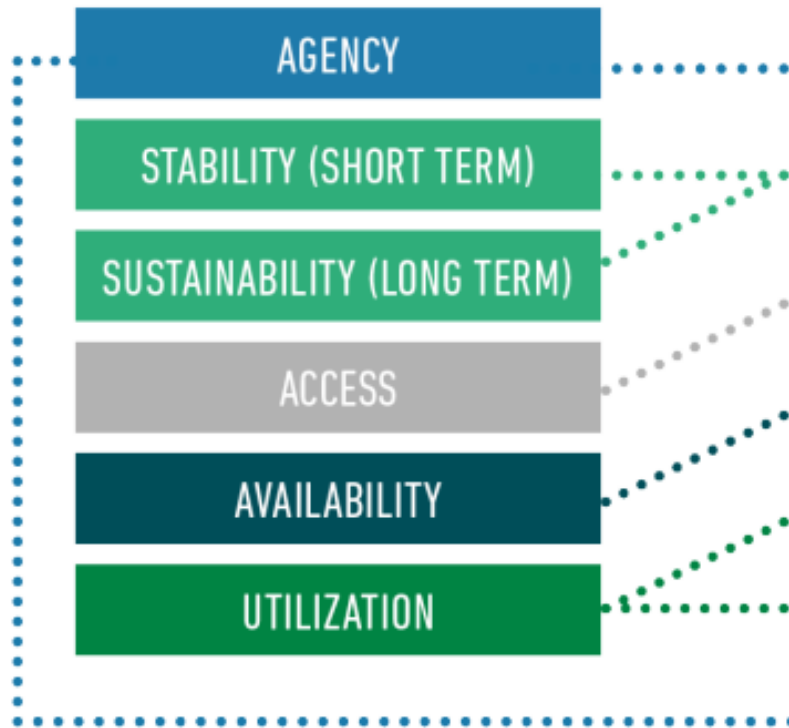 AGENCY
STABILITY (SHORT TERM)
SUSTAINABILITY (LONG TERM)
ACCESS
AVAILABILITY
UTILIZATION